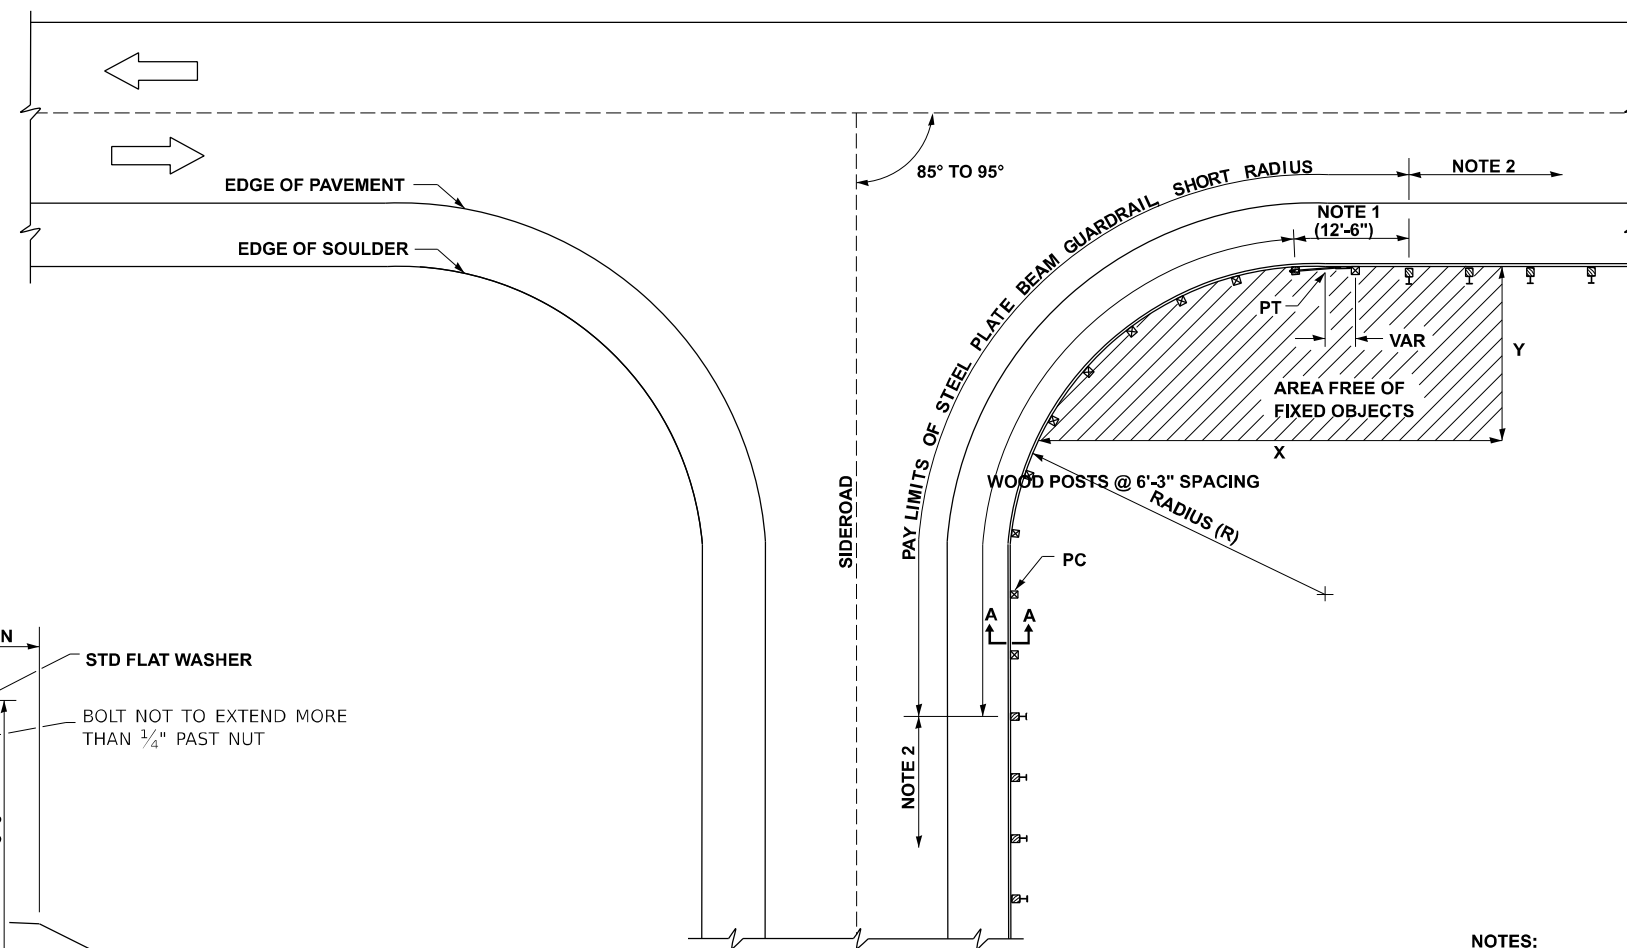 EDGE OF PAVEMENT
EDGE OF SOULDER
85° TO 95°
PAY LIMITS OF STEEL PLATE BEAM GUARDRAIL, SHORT RADIUS
NOTE 2
NOTE 1
(12'-6")
PT
VAR
Y
AREA FREE OF
FIXED OBJECTS
X
WOOD POSTS @ 6'-3" SPACING
RADIUS (R)
SIDEROAD
PC
A A
NOTE 2
N
STD FLAT WASHER
BOLT NOT TO EXTEND MORE
THAN 1/4" PAST NUT
NOTES: